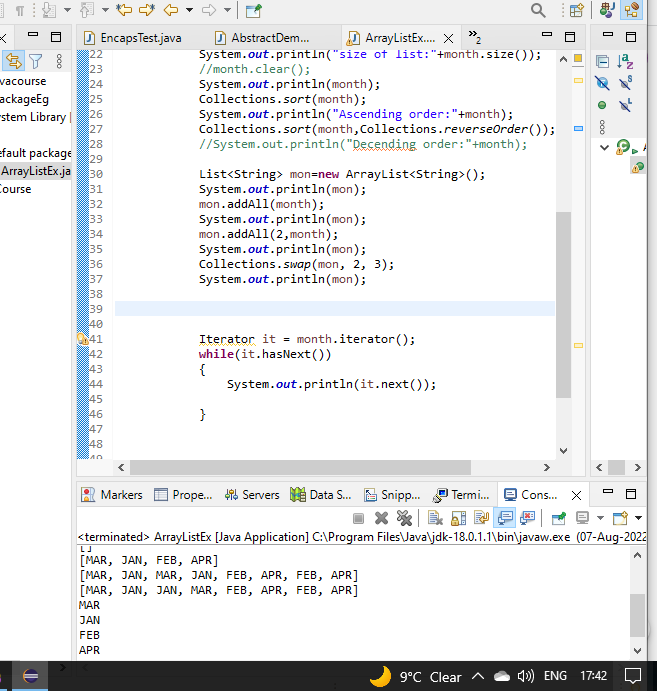 EncapsTest.java
AbstractDem...
ArrayListEx....
»2
vacourse
ackageEg
stem Library [
efault package
ArrayListEx.ja
Course
22 System.out.println("size of list:"+month.size());
23 //month.clear();
24 System.out.println(month);
25 Collections.sort(month);
26 System.out.println("Ascending order:"+month);
27 Collections.sort(month,Collections.reverseOrder());
28 //System.out.println("Decending order:"+month);
29
30 List<String> mon=new ArrayList<String>();
31 System.out.println(mon);
32 mon.addAll(month);
33 System.out.println(mon);
34 mon.addAll(2,month);
35 System.out.println(mon);
36 Collections.swap(mon, 2, 3);
37 System.out.println(mon);
38
39
40
41 Iterator it = month.iterator();
42 while(it.hasNext())
43 {
44 System.out.println(it.next());
45
46 }
47
48
49
Markers
Prope...
Servers
Data S...
Snipp...
Termi...
Cons...
<terminated> ArrayListEx [Java Application] C:\Program Files\Java\jdk-18.0.1.1\bin\javaw.exe (07-Aug-2022
[]
[MAR, JAN, FEB, APR]
[MAR, JAN, MAR, JAN, FEB, APR, FEB, APR]
[MAR, JAN, JAN, MAR, FEB, APR, FEB, APR]
MAR
JAN
FEB
APR
9°C Clear
ENG
17:42